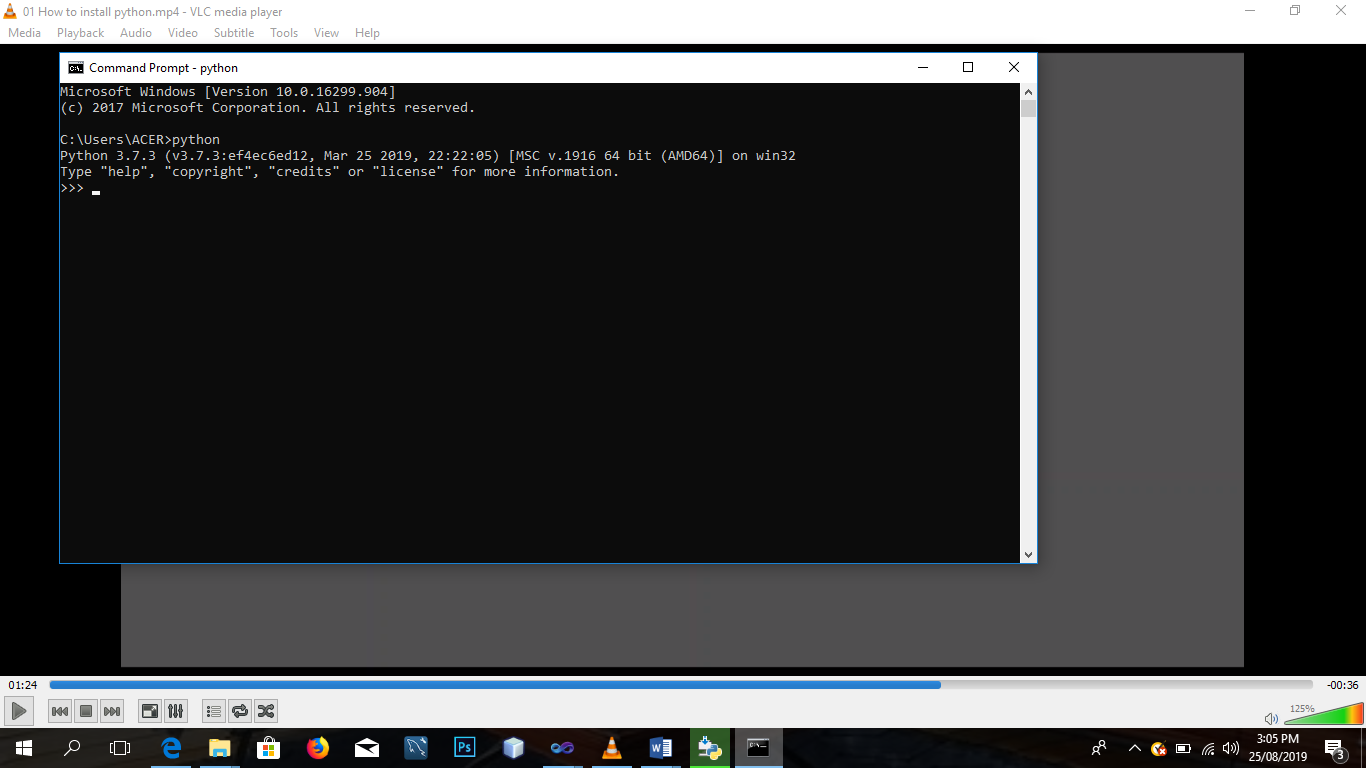 01 How to install python.mp4 - VLC media player
Media Playback Audio Video Subtitle Tools View Help
Command Prompt - python
Microsoft Windows [Version 10.0.16299.904]
(c) 2017 Microsoft Corporation. All rights reserved.
C:\Users\ACER>python
Python 3.7.3 (v3.7.3:ef4ec6ed12, Mar 25 2019, 22:22:05) [MSC v.1916 64 bit (AMD64)] on win32
Type "help", "copyright", "credits" or "license" for more information.
>>>
01:24 -00:36
125%
Ps
3:05 PM
25/08/2019
3